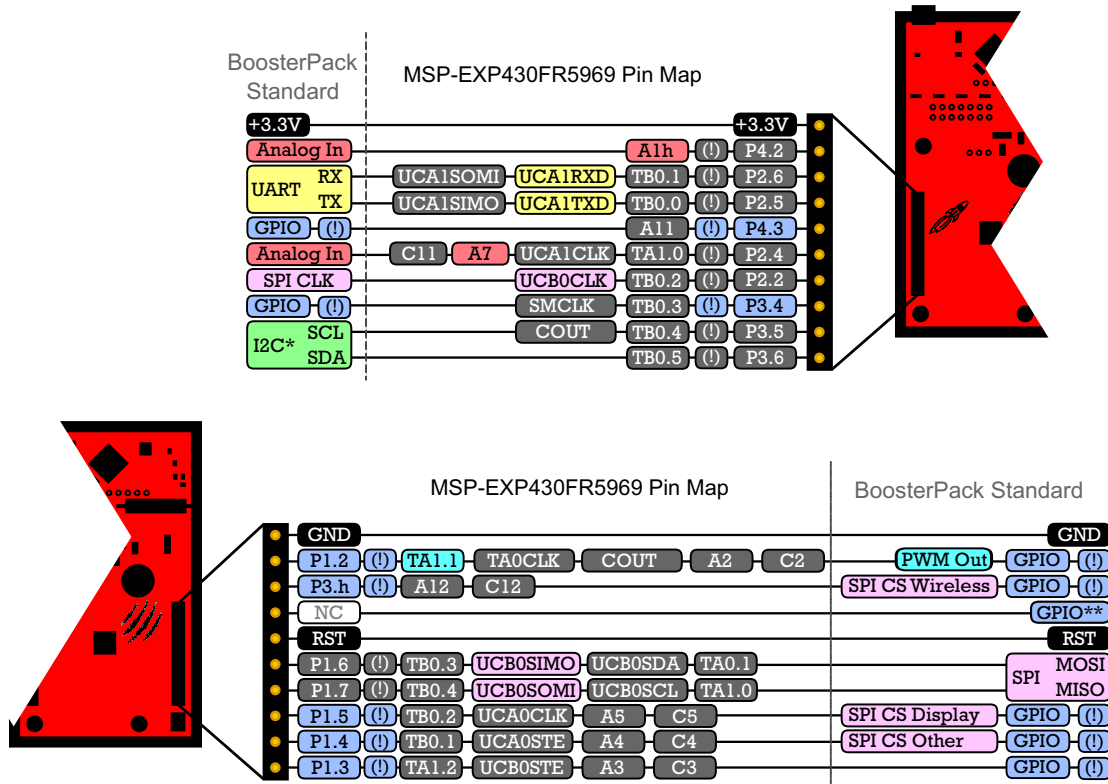 BoosterPack
Standard
MSP-EXP430FR5969 Pin Map
+3.3V +3.3V
Analog In A1h (!) P4.2
UART RX UCA1SOMI UCA1RXD TB0.1 (!) P2.6
TX UCA1SIMO UCA1TXD TB0.0 (!) P2.5
GPIO (!) A11 (!) P4.3
Analog In C11 A7 UCA1CLK TA1.0 (!) P2.4
SPI CLK UCB0CLK TB0.2 (!) P2.2
GPIO (!) SMCLK TB0.3 (!) P3.4
I2C* SCL COUT TB0.4 (!) P3.5
SDA TB0.5 (!) P3.6
MSP-EXP430FR5969 Pin Map BoosterPack Standard
GND GND
P1.2 (!) TA1.1 TA0CLK COUT A2 C2 PWM Out GPIO (!)
P3.h (!) A12 C12 SPI CS Wireless GPIO (!)
NC GPIO**
RST RST
P1.6 (!) TB0.3 UCB0SIMO UCB0SDA TA0.1 SPI MOSI
P1.7 (!) TB0.4 UCB0SOMI UCB0SCL TA1.0 MISO
P1.5 (!) TB0.2 UCA0CLK A5 C5 SPI CS Display GPIO (!)
P1.4 (!) TB0.1 UCA0STE A4 C4 SPI CS Other GPIO (!)
P1.3 (!) TA1.2 UCB0STE A3 C3 GPIO (!)